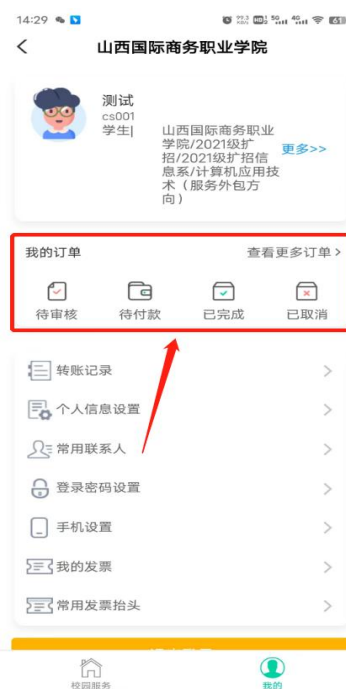 14:29
山西国际商务职业学院
测试
cs001
学生|
山西国际商务职业
学院/2021级扩
招/2021级扩招信
息系/计算机应用技
术（服务外包方
向）
更多>>
我的订单
查看更多订单>
待审核 待付款 已完成 已取消
转账记录
个人信息设置
常用联系人
登录密码设置
手机设置
我的发票
常用发票抬头
校园服务 我的